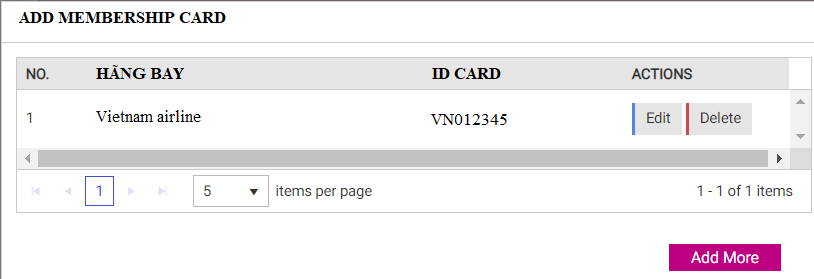 ADD MEMBERSHIP CARD
NO. HÃNG BAY ID CARD ACTIONS
1 Vietnam airline VN012345 Edit Delete
1 5 items per page 1 - 1 of 1 items
Add More